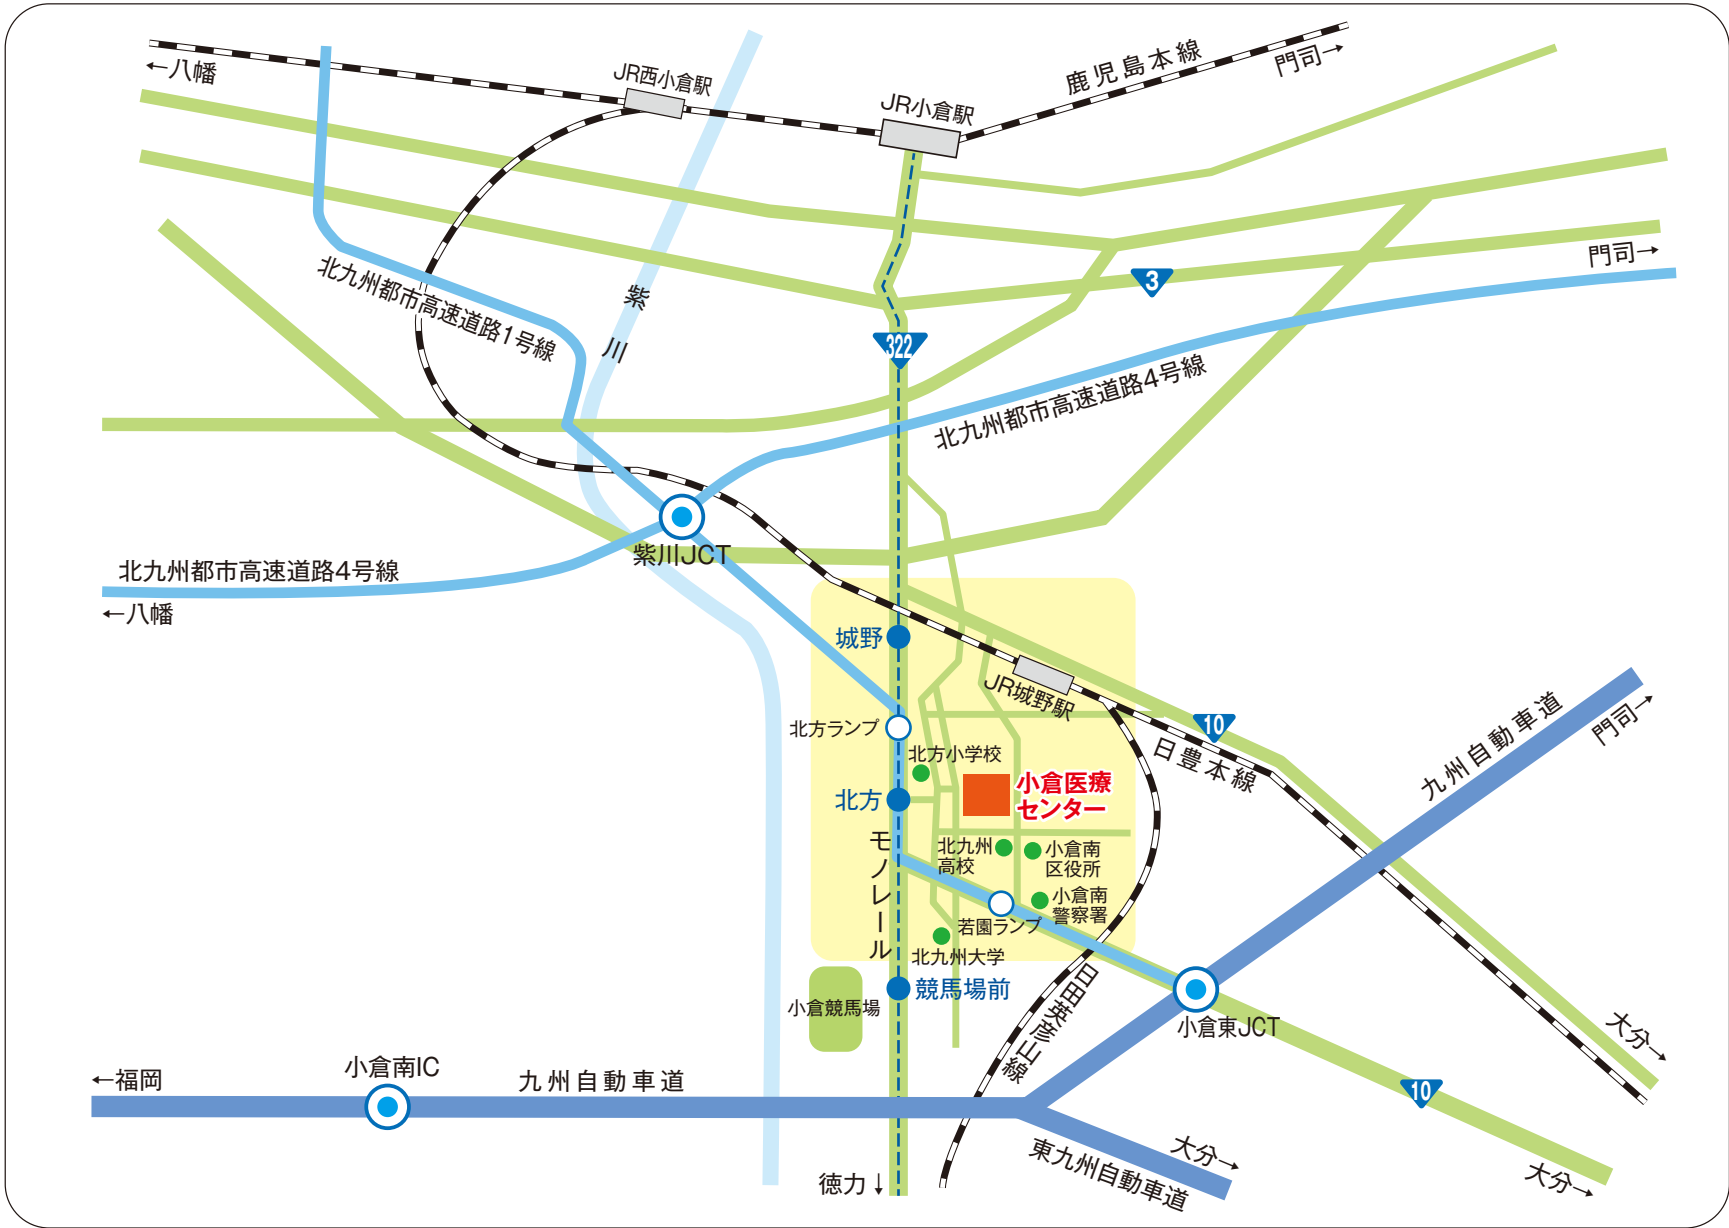 ←八幡
JR西小倉駅
JR小倉駅
鹿児島本線
門司→
北九州都市高速道路1号線
紫川
3
門司→
322
北九州都市高速道路4号線
紫川JCT
北九州都市高速道路4号線
←八幡
城野
JR城野駅
10
日豊本線
九州自動車道
門司→
北方ランプ
北方小学校
小倉医療
センター
北方
モノレール
北九州
高校
小倉南
区役所
小倉南
警察署
若園ランプ
北九州大学
競馬場前
小倉競馬場
日田英彦山線
小倉東JCT
大分→
小倉南IC
←福岡
九州自動車道
10
東九州自動車道
大分→
大分→
徳力↓